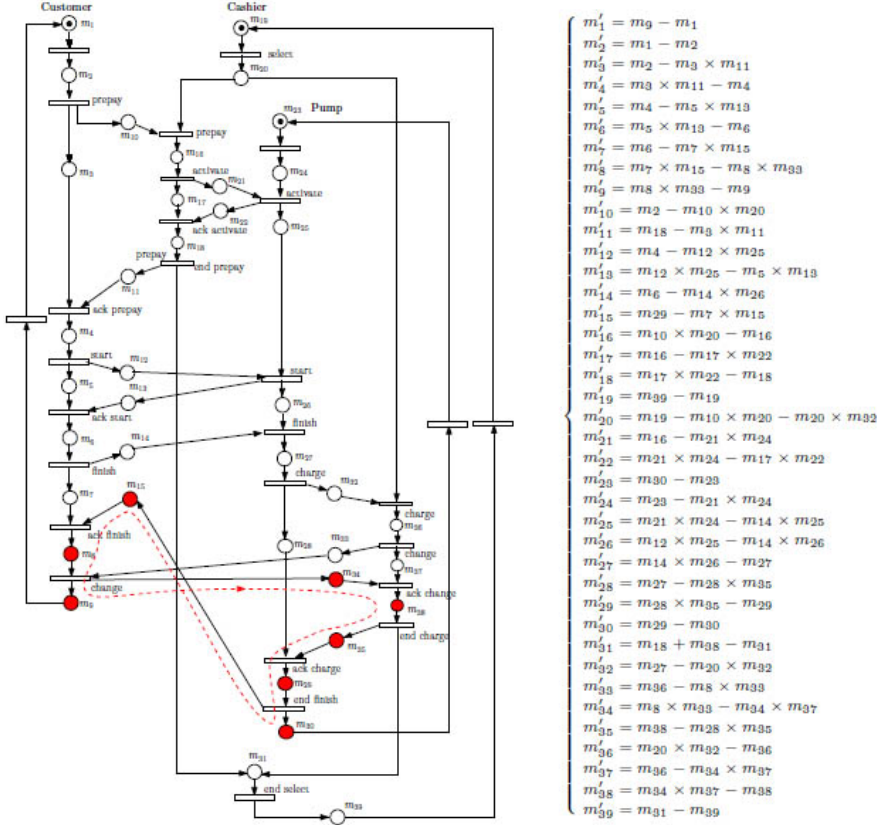 Customer
Cashier
m₁
m₁₉
select
m₂
m₂₀
prepay
m₂₃
Pump
m₁₀
prepay
m₁₆
m₃
activate
m₂₄
m₂₁
m₁₇
activate
m₂₂
ack activate
m₂₅
m₁₈
prepay
end prepay
m₁₁
ack prepay
m₄
start
m₁₂
m₅
m₁₃
start
ack start
m₂₆
m₆
m₁₄
finish
finish
m₂₇
m₇
m₁₅
charge
m₃₂
charge
ack finish
m₃₆
m₈
m₂₈
m₃₃
change
m₃₇
m₃₄
change
ack change
m₉
m₃₈
end charge
m₃₅
ack charge
m₂₉
end finish
m₃₀
m₃₁
end select
m₃₉
m′₁ = m₉ − m₁
m′₂ = m₁ − m₂
m′₃ = m₂ − m₃ × m₁₁
m′₄ = m₃ × m₁₁ − m₄
m′₅ = m₄ − m₅ × m₁₃
m′₆ = m₅ × m₁₃ − m₆
m′₇ = m₆ − m₇ × m₁₅
m′₈ = m₇ × m₁₅ − m₈ × m₃₃
m′₉ = m₈ × m₃₃ − m₉
m′₁₀ = m₂ − m₁₀ × m₂₀
m′₁₁ = m₁₈ − m₃ × m₁₁
m′₁₂ = m₄ − m₁₂ × m₂₅
m′₁₃ = m₁₂ × m₂₅ − m₅ × m₁₃
m′₁₄ = m₆ − m₁₄ × m₂₆
m′₁₅ = m₂₉ − m₇ × m₁₅
m′₁₆ = m₁₀ × m₂₀ − m₁₆
m′₁₇ = m₁₆ − m₁₇ × m₂₂
m′₁₈ = m₁₇ × m₂₂ − m₁₈
m′₁₉ = m₃₉ − m₁₉
m′₂₀ = m₁₉ − m₁₀ × m₂₀ − m₂₀ × m₃₂
m′₂₁ = m₁₆ − m₂₁ × m₂₄
m′₂₂ = m₂₁ × m₂₄ − m₁₇ × m₂₂
m′₂₃ = m₃₀ − m₂₃
m′₂₄ = m₂₃ − m₂₁ × m₂₄
m′₂₅ = m₂₁ × m₂₄ − m₁₄ × m₂₅
m′₂₆ = m₁₂ × m₂₅ − m₁₄ × m₂₆
m′₂₇ = m₁₄ × m₂₆ − m₂₇
m′₂₈ = m₂₇ − m₂₈ × m₃₅
m′₂₉ = m₂₈ × m₃₅ − m₂₉
m′₃₀ = m₂₉ − m₃₀
m′₃₁ = m₁₈ + m₃₈ − m₃₁
m′₃₂ = m₂₇ − m₂₀ × m₃₂
m′₃₃ = m₃₆ − m₈ × m₃₃
m′₃₄ = m₈ × m₃₃ − m₃₄ × m₃₇
m′₃₅ = m₃₈ − m₂₈ × m₃₅
m′₃₆ = m₂₀ × m₃₂ − m₃₆
m′₃₇ = m₃₆ − m₃₄ × m₃₇
m′₃₈ = m₃₄ × m₃₇ − m₃₈
m′₃₉ = m₃₁ − m₃₉